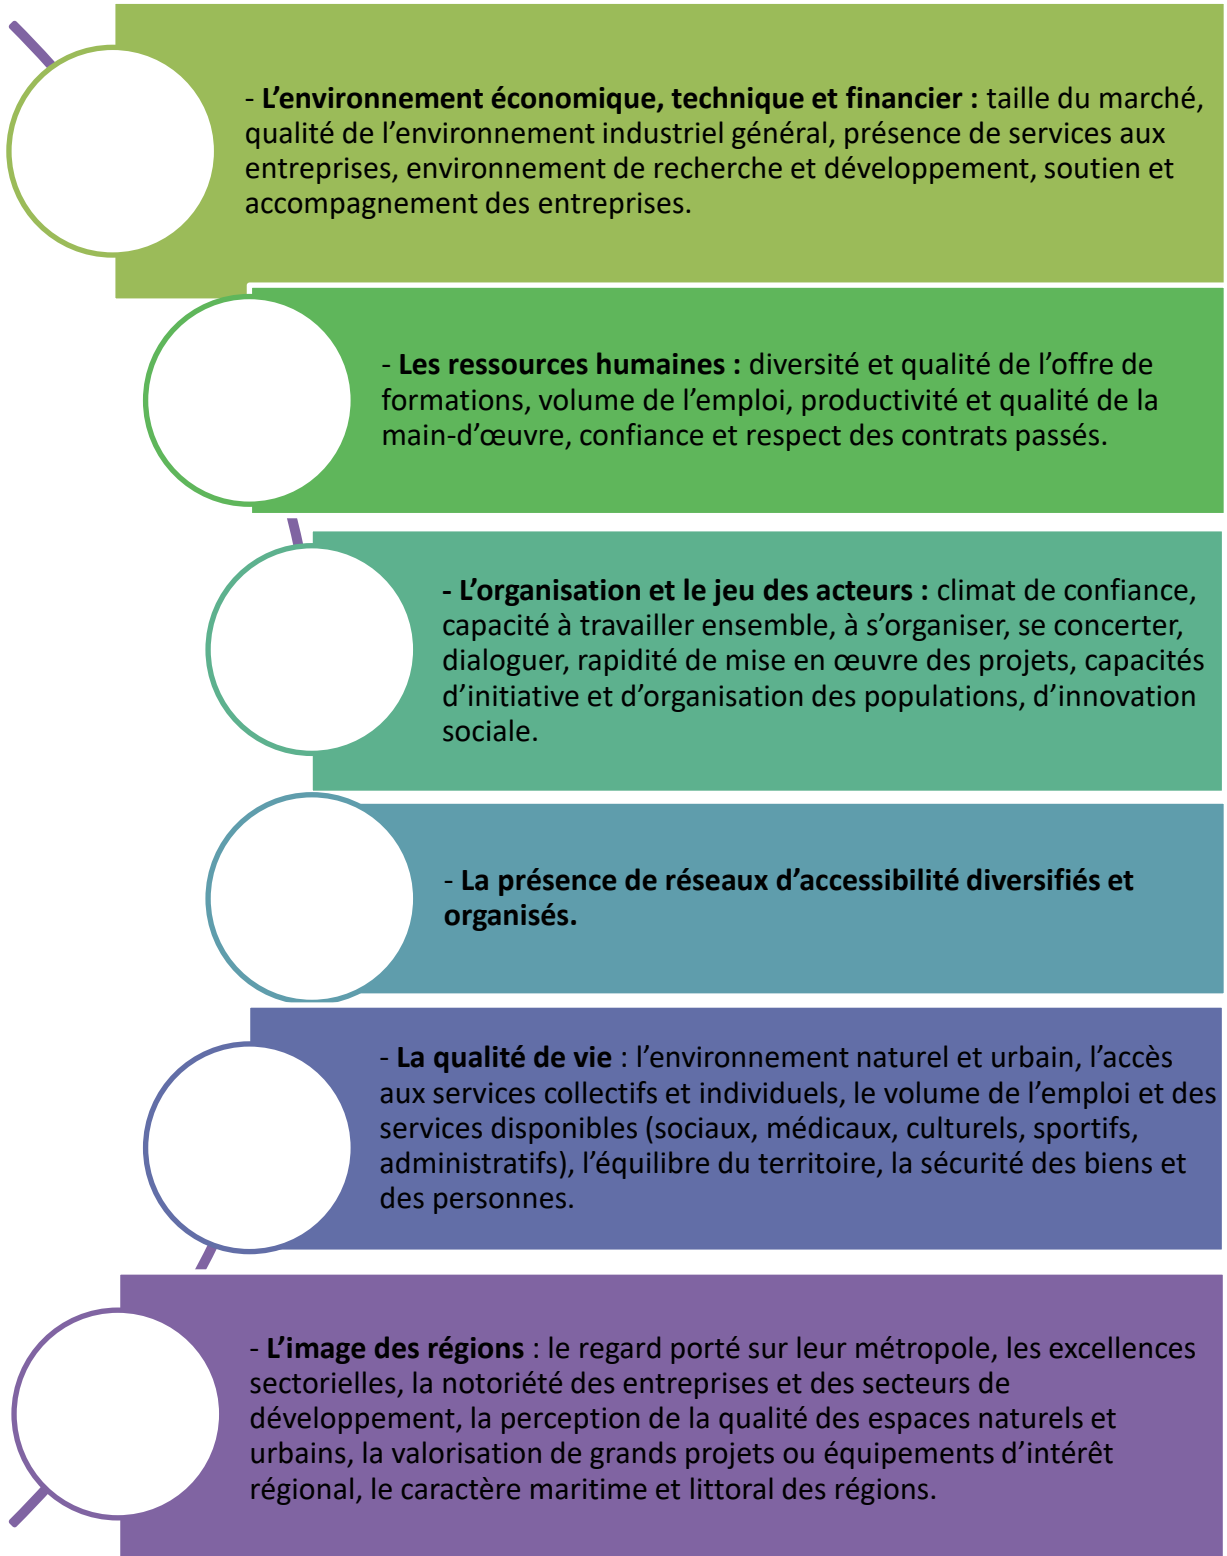 - L’environnement économique, technique et financier : taille du marché,
qualité de l’environnement industriel général, présence de services aux
entreprises, environnement de recherche et développement, soutien et
accompagnement des entreprises.
- Les ressources humaines : diversité et qualité de l’offre de
formations, volume de l’emploi, productivité et qualité de la
main-d’œuvre, confiance et respect des contrats passés.
- L’organisation et le jeu des acteurs : climat de confiance,
capacité à travailler ensemble, à s’organiser, se concerter,
dialoguer, rapidité de mise en œuvre des projets, capacités
d’initiative et d’organisation des populations, d’innovation
sociale.
- La présence de réseaux d’accessibilité diversifiés et
organisés.
- La qualité de vie : l’environnement naturel et urbain, l’accès
aux services collectifs et individuels, le volume de l’emploi et des
services disponibles (sociaux, médicaux, culturels, sportifs,
administratifs), l’équilibre du territoire, la sécurité des biens et
des personnes.
- L’image des régions : le regard porté sur leur métropole, les excellences
sectorielles, la notoriété des entreprises et des secteurs de
développement, la perception de la qualité des espaces naturels et
urbains, la valorisation de grands projets ou équipements d’intérêt
régional, le caractère maritime et littoral des régions.